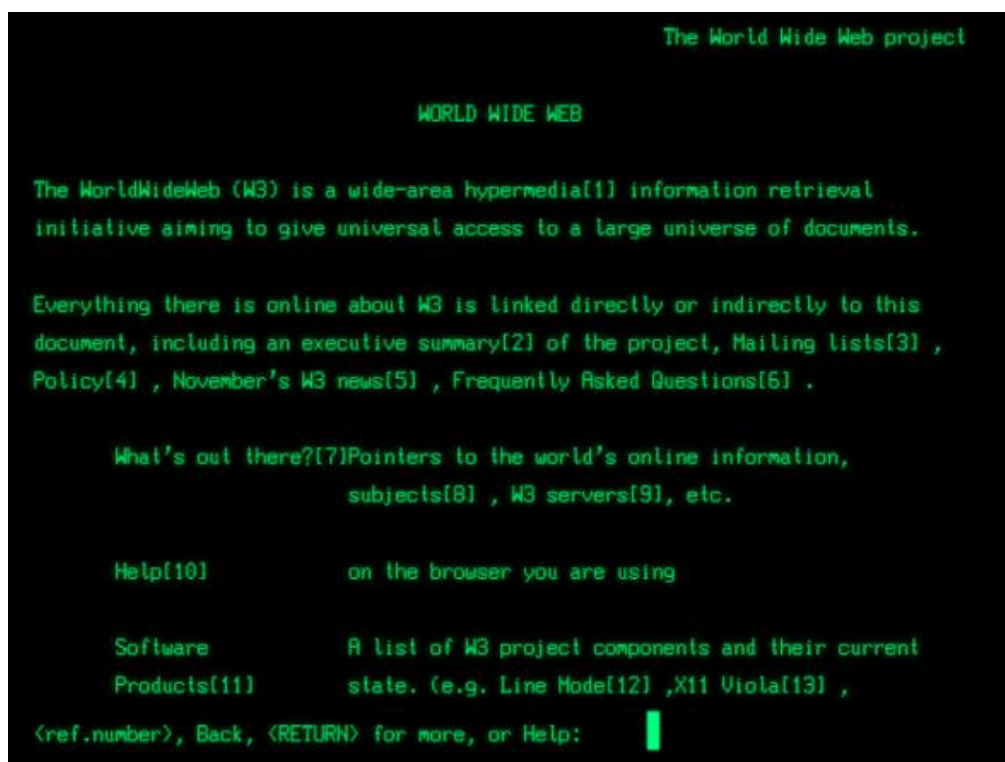 The World Wide Web project
WORLD WIDE WEB
The WorldWideWeb (W3) is a wide-area hypermedia[1] information retrieval
initiative aiming to give universal access to a large universe of documents.
Everything there is online about W3 is linked directly or indirectly to this
document, including an executive summary[2] of the project, Mailing lists[3] ,
Policy[4] , November's W3 news[5] , Frequently Asked Questions[6] .
What's out there?[7]Pointers to the world's online information,
subjects[8] , W3 servers[9], etc.
Help[10] on the browser you are using
Software A list of W3 project components and their current
Products[11] state. (e.g. Line Mode[12] ,X11 Viola[13] ,
<ref.number>, Back, <RETURN> for more, or Help: